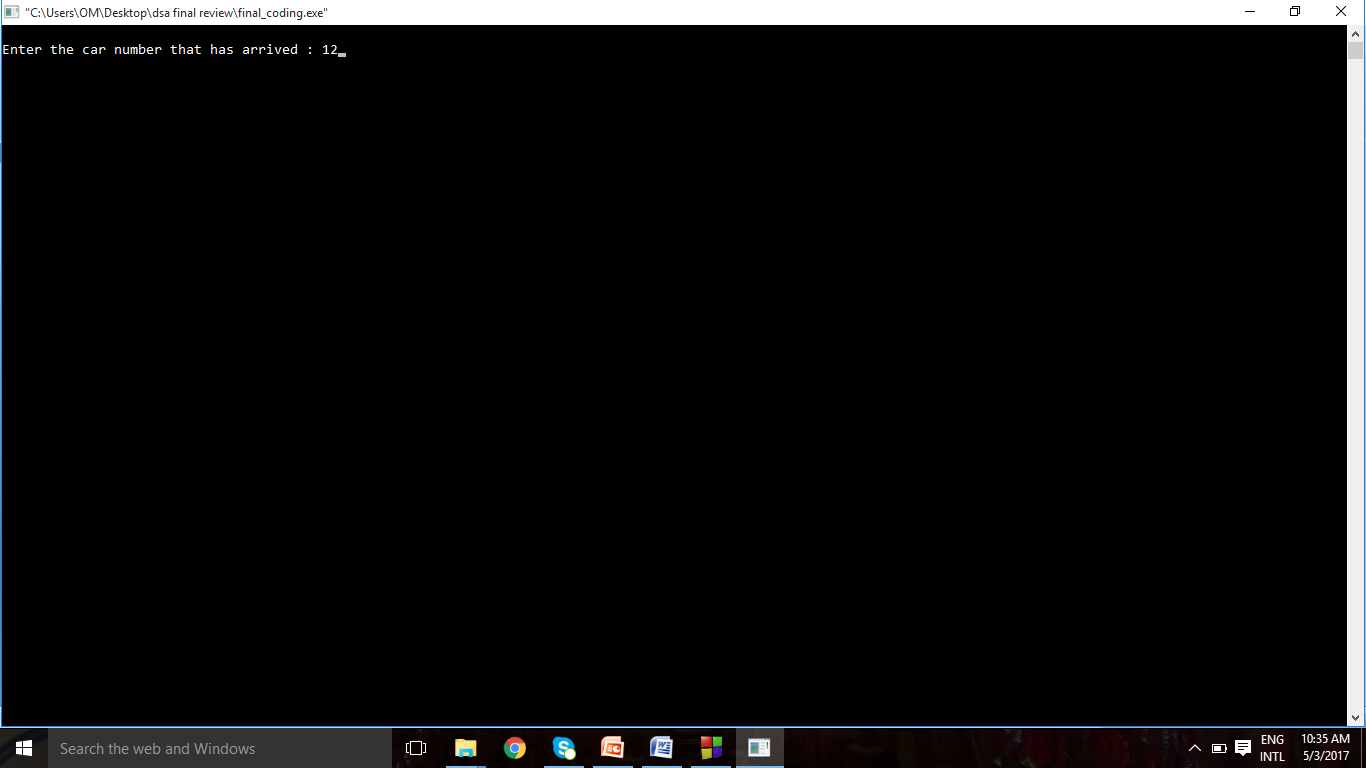 "C:\Users\OM\Desktop\dsa final review\final_coding.exe"
Enter the car number that has arrived : 12
Search the web and Windows
ENG
INTL
10:35 AM
5/3/2017